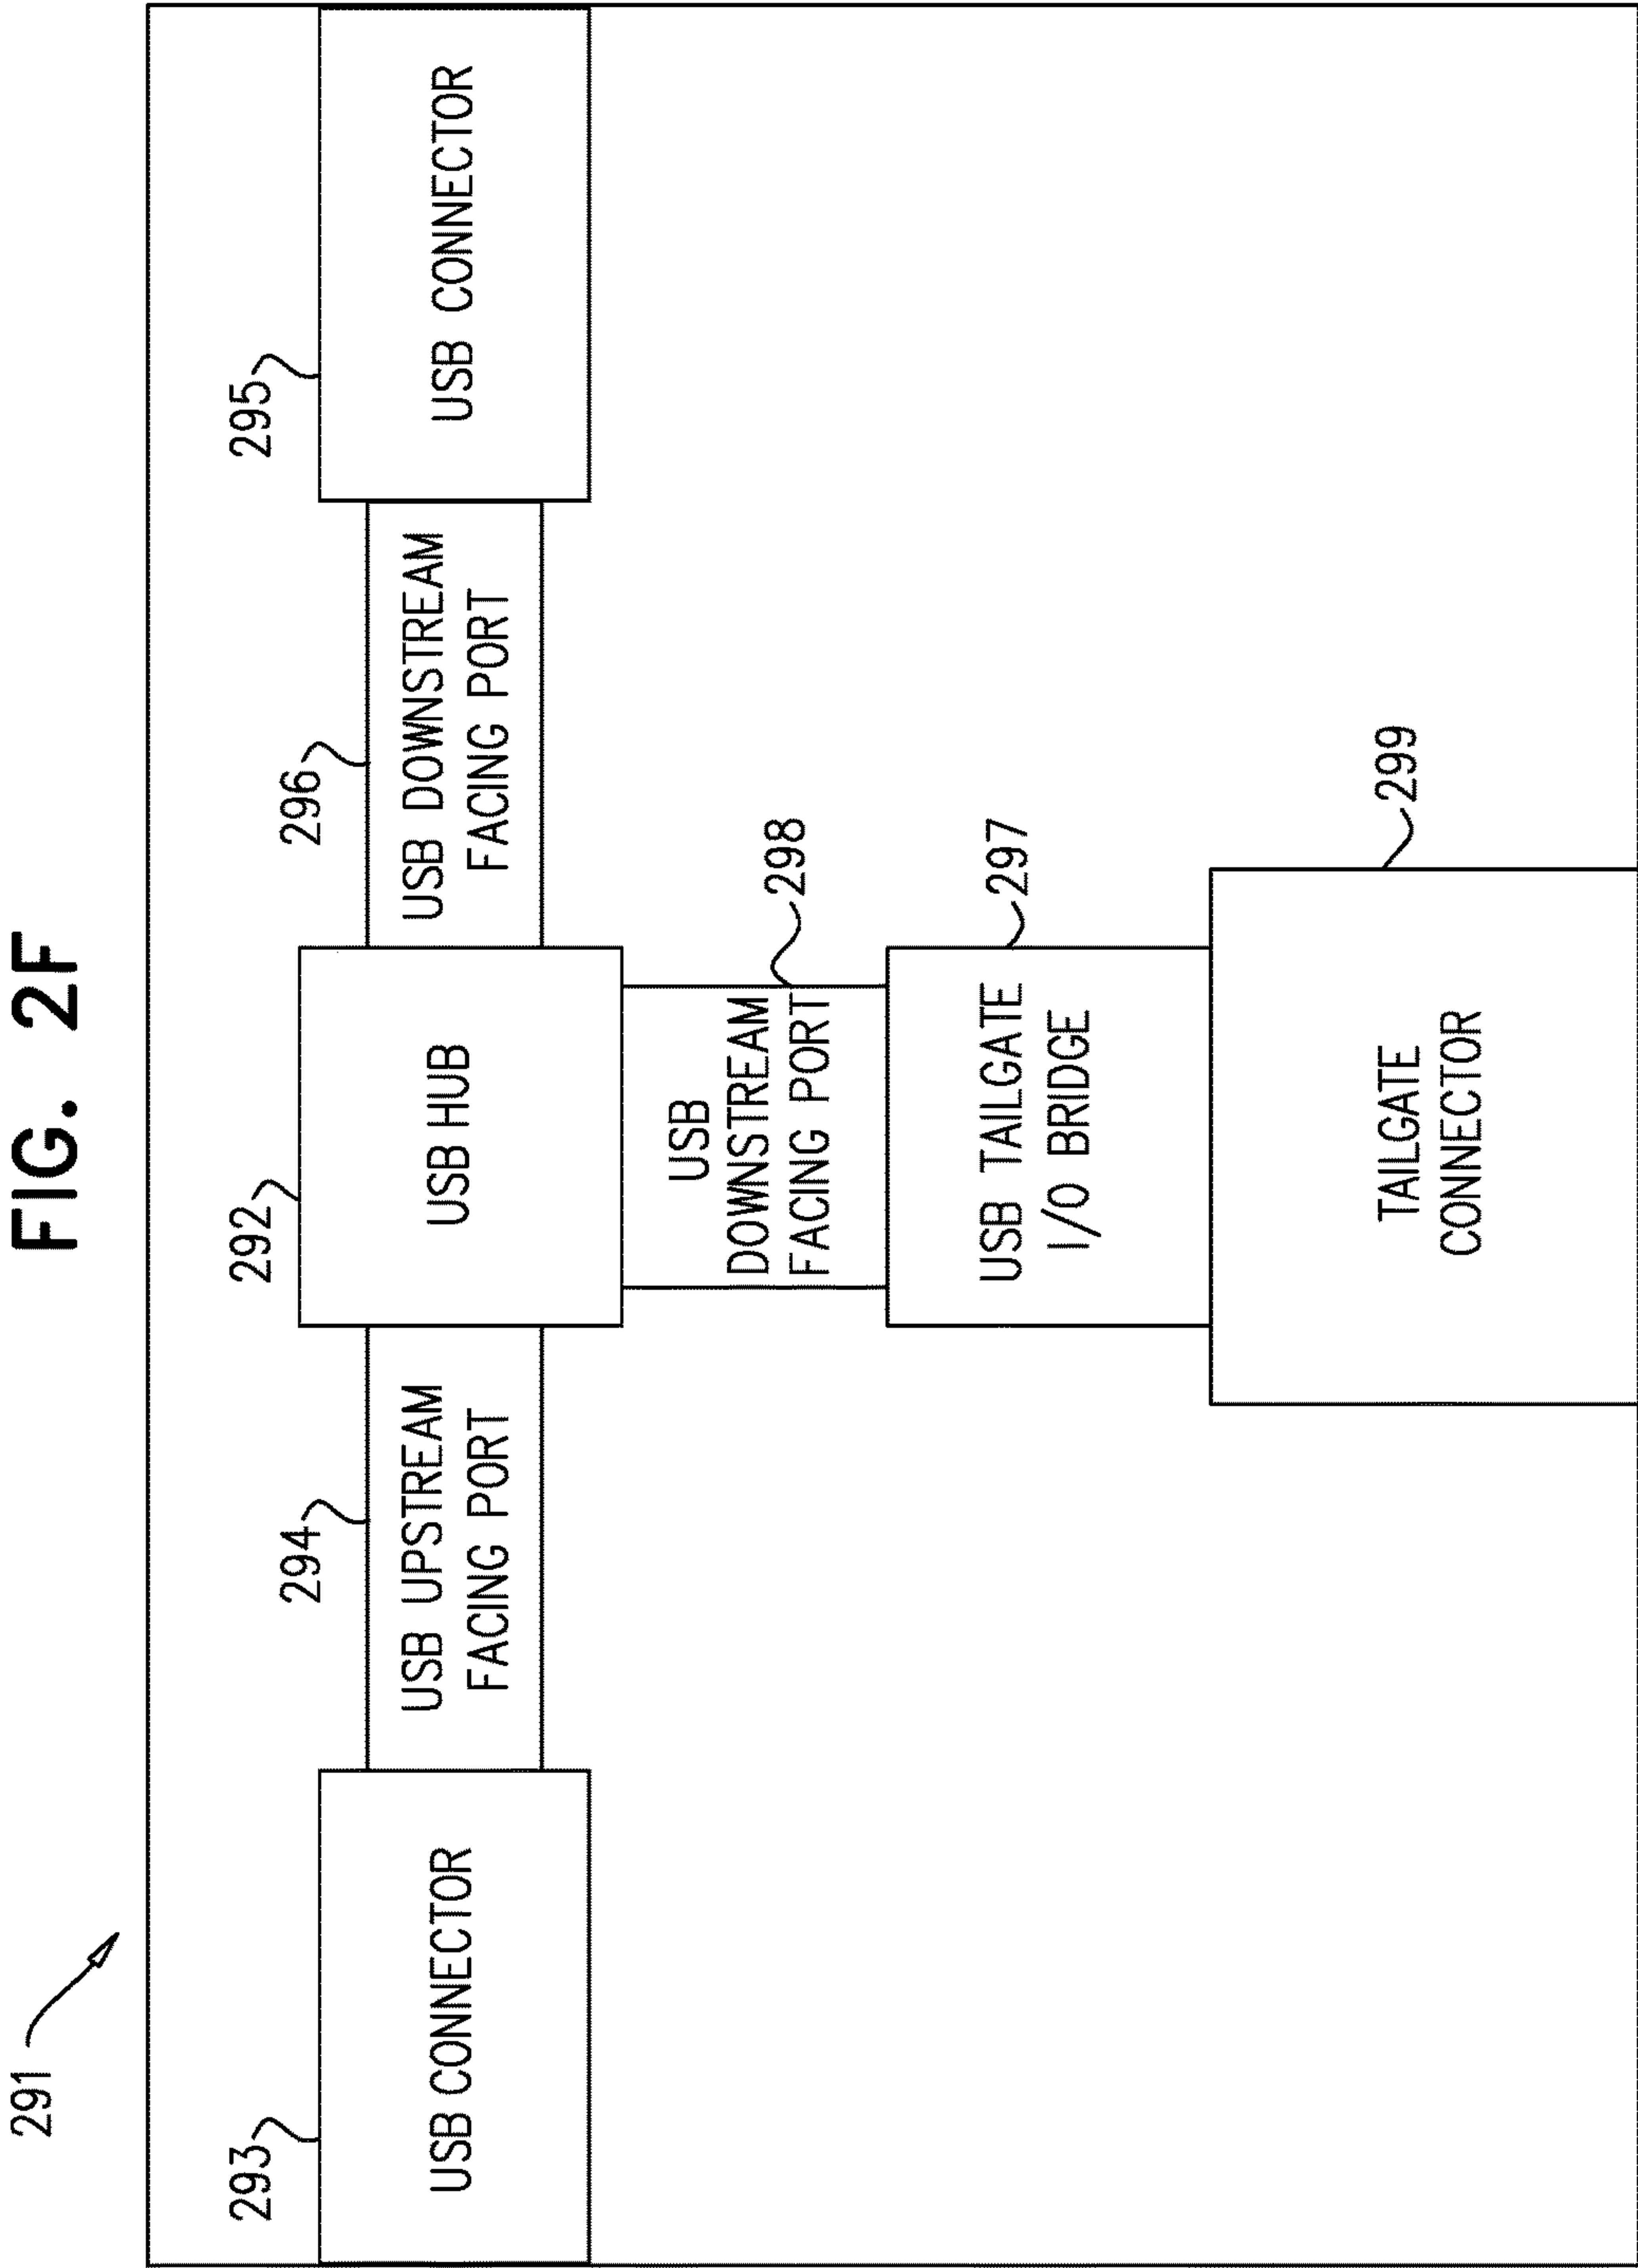 FIG. 2F
291
293
USB CONNECTOR
294
USB UPSTREAM
FACING PORT
292
USB HUB
296
USB DOWNSTREAM
FACING PORT
295
USB CONNECTOR
USB
DOWNSTREAM
FACING PORT
298
USB TAILGATE
I/O BRIDGE
297
TAILGATE
CONNECTOR
299